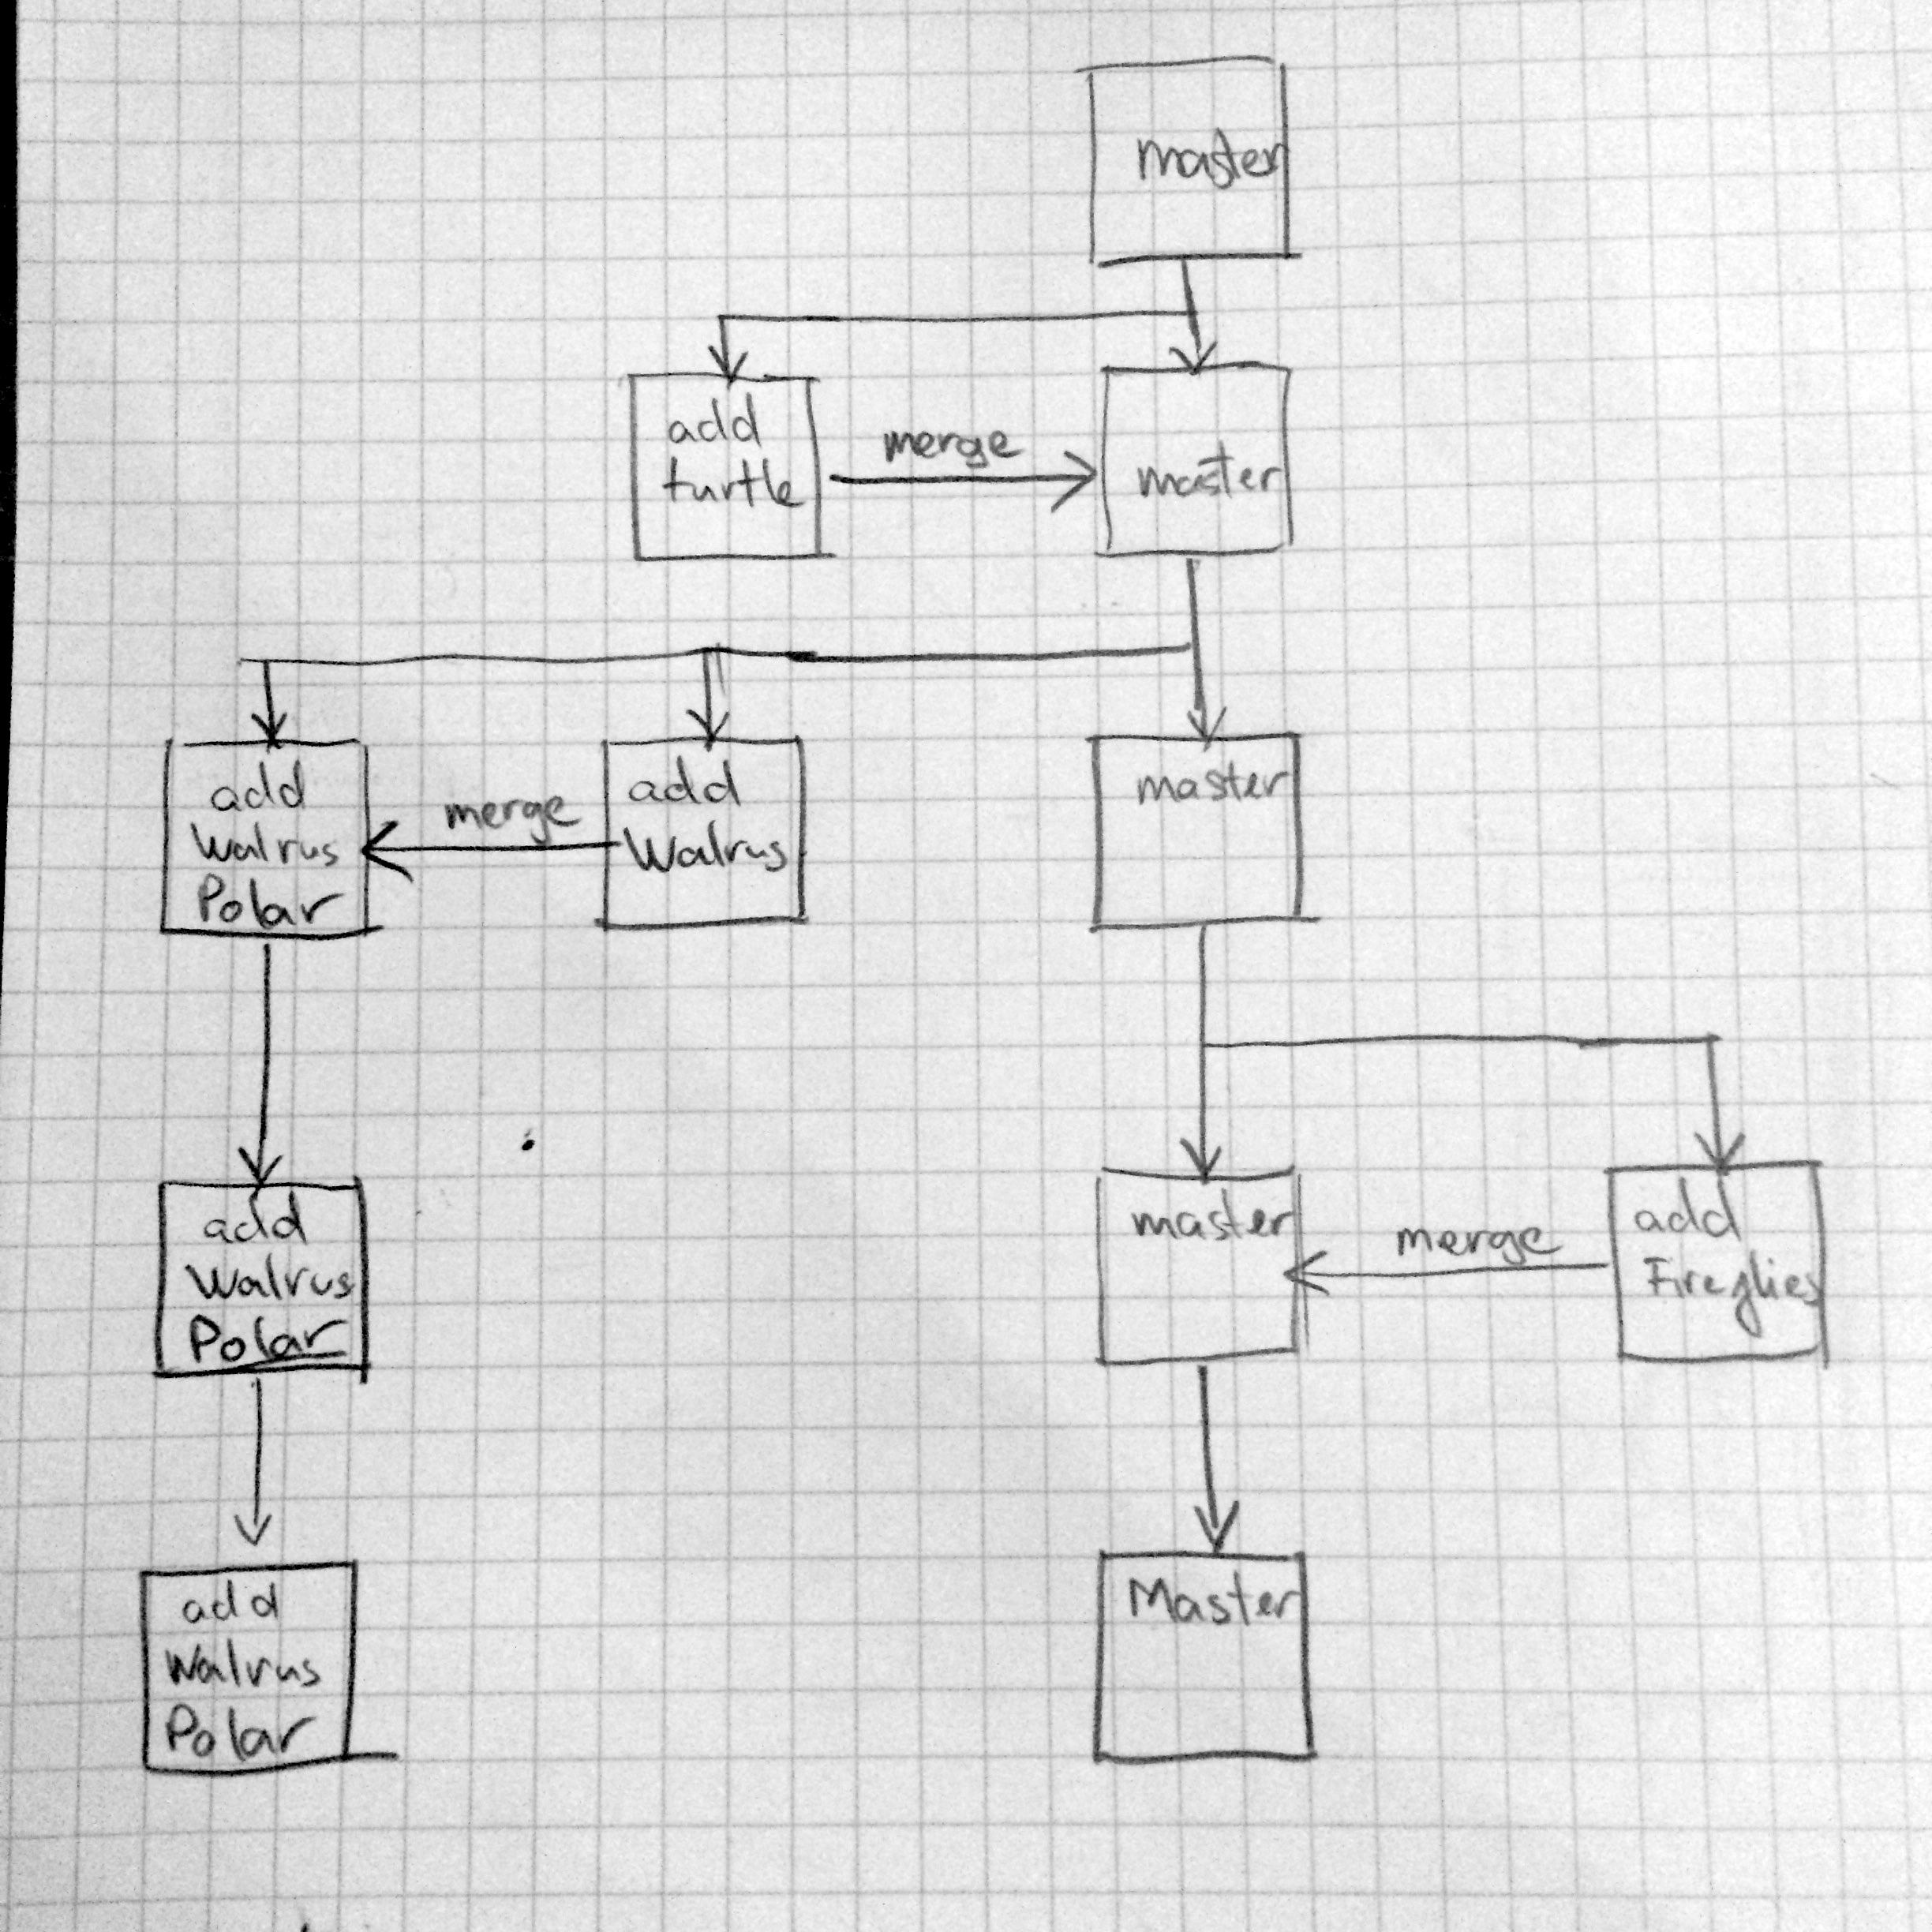 master
add
turtle
merge
master
add
Walrus
Polar
merge
add
Walrus
master
add
Walrus
Polar
master
merge
add
Fireflies
add
Walrus
Polar
Master